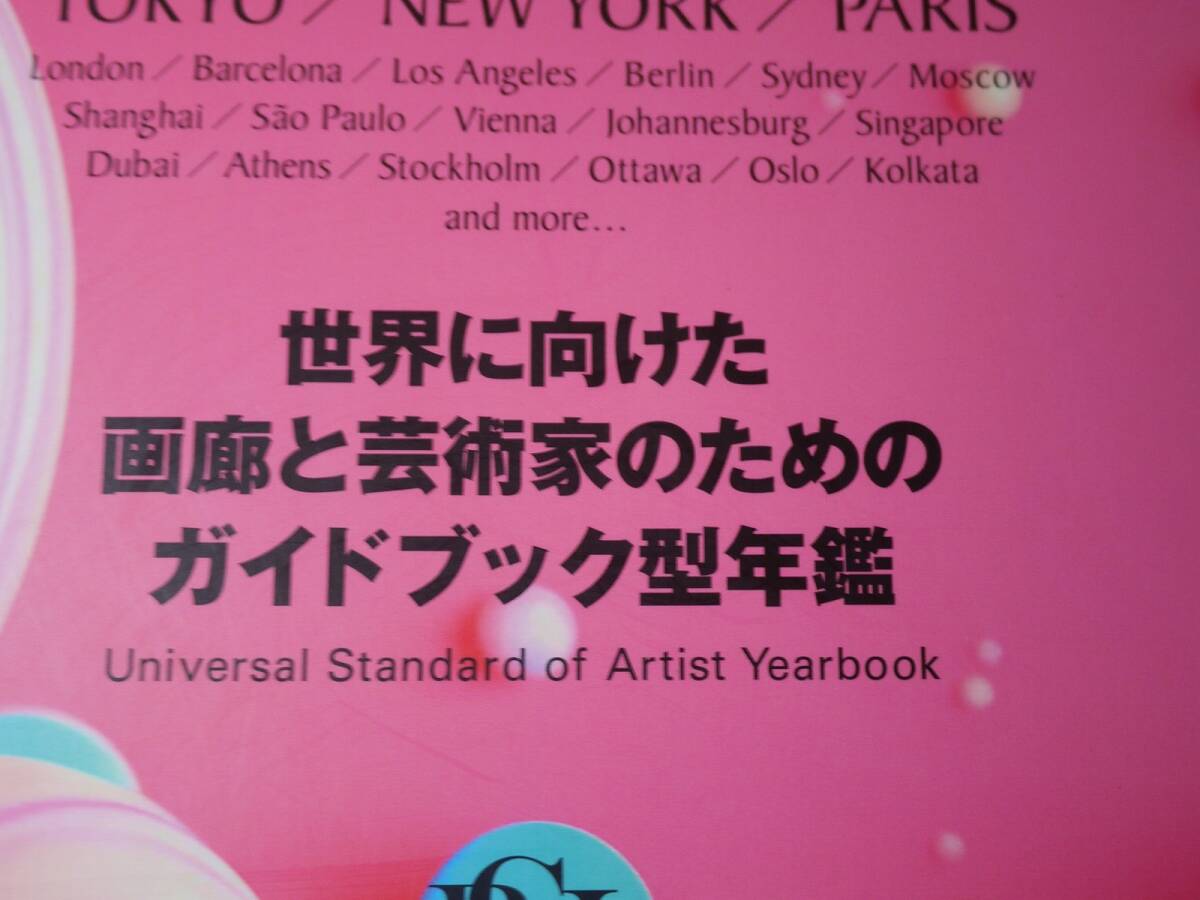 TOKYO／NEW YORK／PARIS
London／Barcelona／Los Angeles／Berlin／Sydney／Moscow
Shanghai／São Paulo／Vienna／Johannesburg／Singapore
Dubai／Athens／Stockholm／Ottawa／Oslo／Kolkata
and more…
世界に向けた
画廊と芸術家のための
ガイドブック型年鑑
Universal Standard of Artist Yearbook